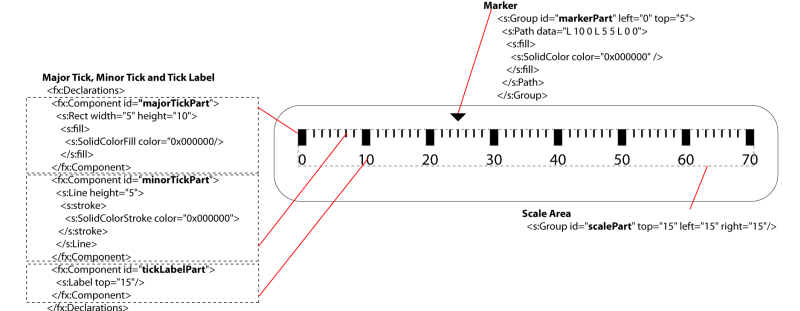 Marker
<s:Group id="markerPart" left="0" top="5">
<s:Path data="L 10 0 L 5 5 L 0 0">
<s:fill>
<s:SolidColor color="0x000000" />
</s:fill>
</s:Path>
</s:Group>
Major Tick, Minor Tick and Tick Label
<fx:Declarations>
<fx:Component id="majorTickPart">
<s:Rect width="5" height="10">
<s:fill>
<s:SolidColorFill color="0x000000/>
</s:fill>
</fx:Component>
<fx:Component id="minorTickPart">
<s:Line height="5">
<s:stroke>
<s:SolidColorStroke color="0x000000">
</s:stroke>
</s:Line>
</fx:Component>
<fx:Component id="tickLabelPart">
<s:Label top="15"/>
</fx:Component>
</fx:Declarations>
0 10 20 30 40 50 60 70
Scale Area
<s:Group id="scalePart" top="15" left="15" right="15"/>